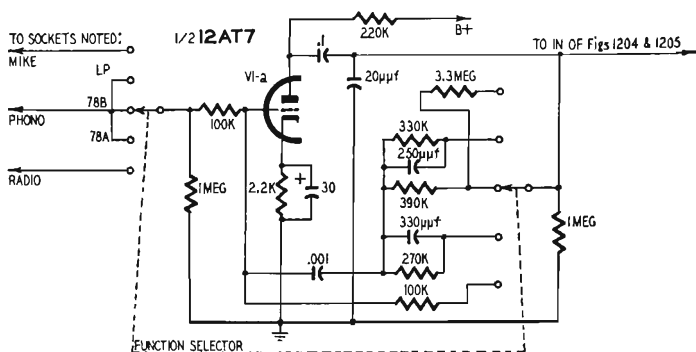 TO SOCKETS NOTED:
MIKE
LP
78B
PHONO
78A
RADIO
1/2 12AT7
V1-a
220K
B+
.1
20µµf
TO IN OF Figs 1204 & 1205
3.3MEG
100K
330K
250µµf
1MEG
2.2K
+
30
390K
330µµf
1MEG
.001
270K
100K
FUNCTION SELECTOR